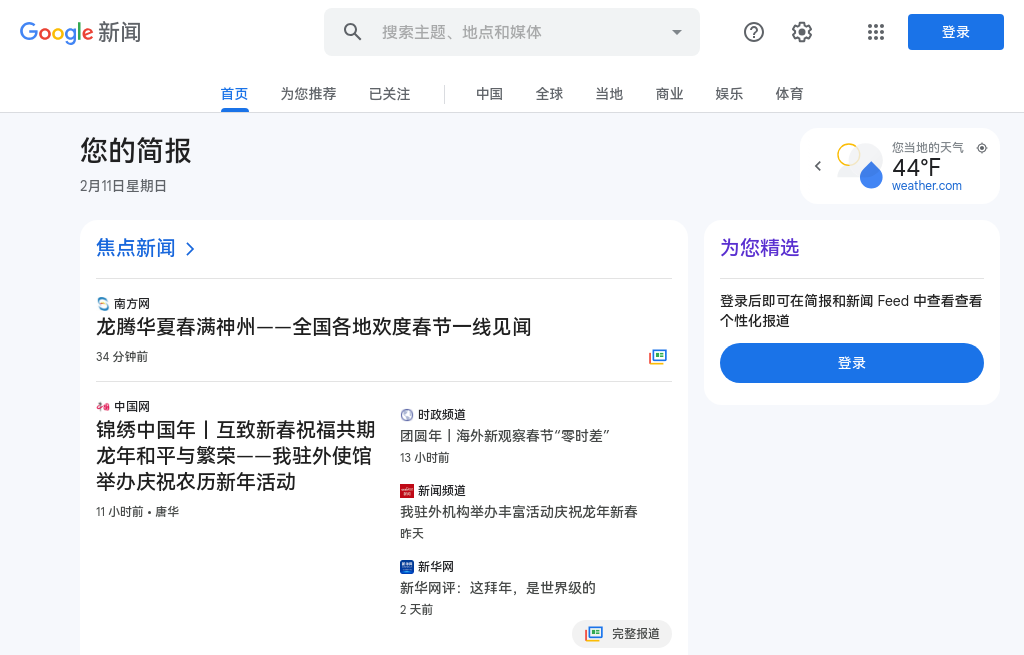 Google 新闻
搜索主题、地点和媒体
登录
首页
为您推荐
已关注
中国
全球
当地
商业
娱乐
体育
您的简报
2月11日星期日
您当地的天气
44°F
weather.com
焦点新闻
南方网
龙腾华夏春满神州——全国各地欢度春节一线见闻
34 分钟前
中国网
锦绣中国年丨互致新春祝福共期
龙年和平与繁荣——我驻外使馆
举办庆祝农历新年活动
11 小时前 • 唐华
时政频道
团圆年丨海外新观察春节“零时差”
13 小时前
新闻频道
我驻外机构举办丰富活动庆祝龙年新春
昨天
新华网
新华网评：这拜年，是世界级的
2 天前
完整报道
为您精选
登录后即可在简报和新闻 Feed 中查看查看
个性化报道
登录